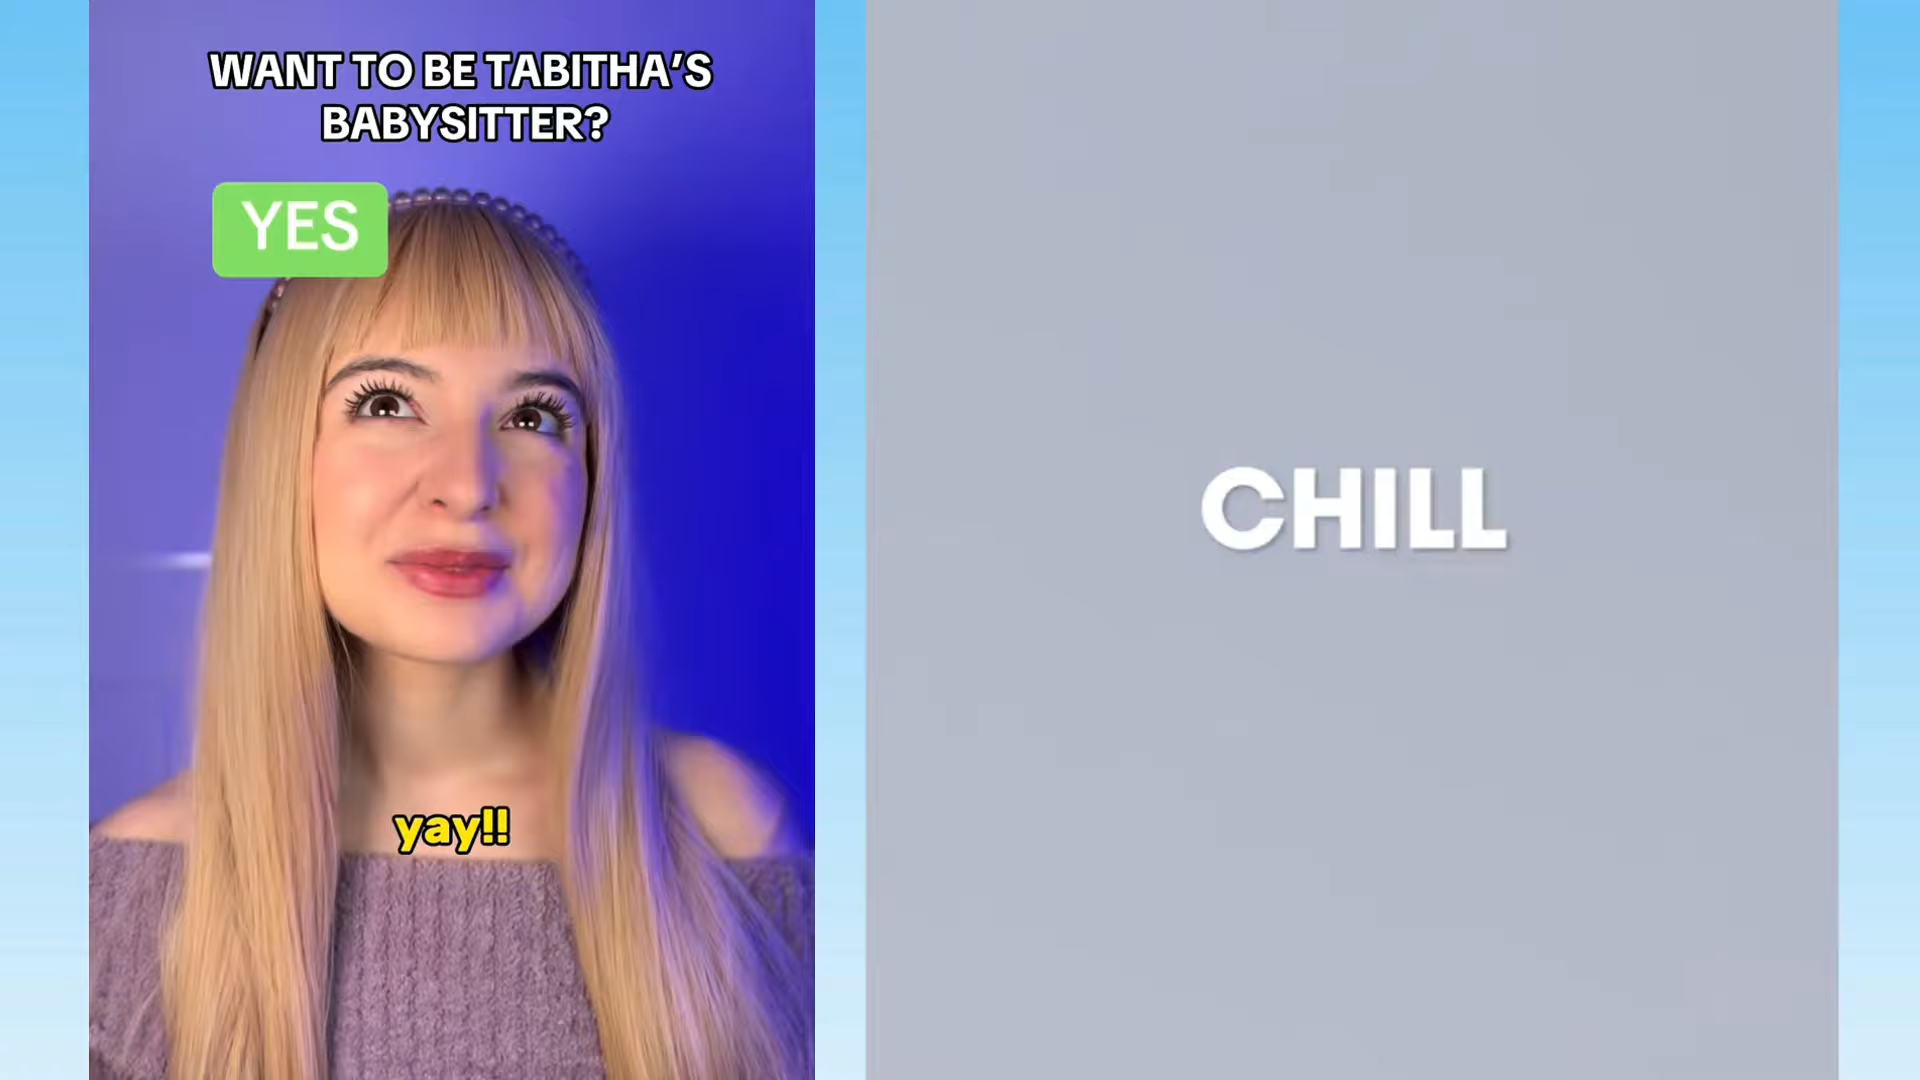 WANT TO BE TABITHA'S
BABYSITTER?
YES
yay!!
CHILL